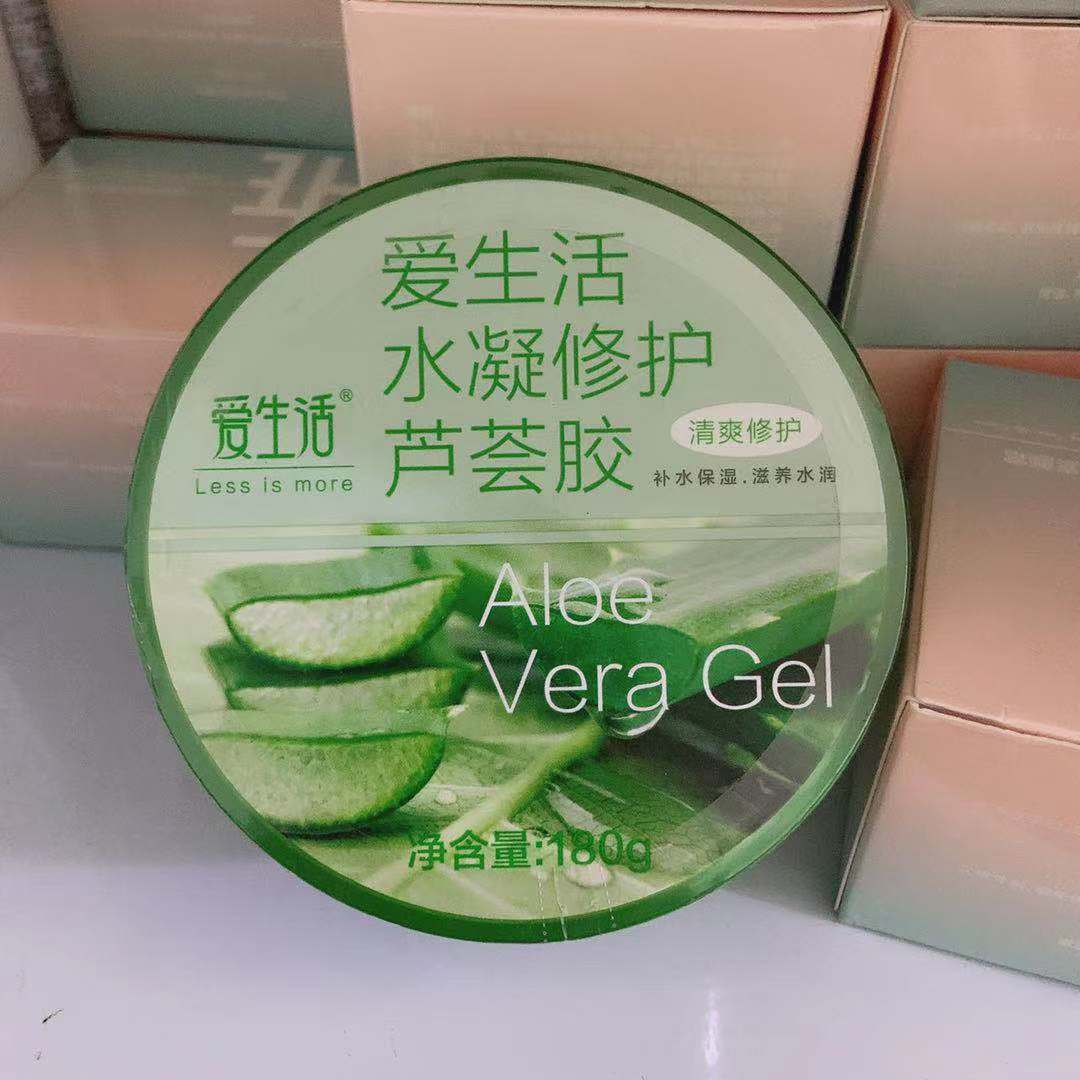 爱生活
水凝修护
芦荟胶
清爽修护
补水保湿.滋养水润
爱生活®
Less is more
Aloe
Vera Gel
净含量:180g